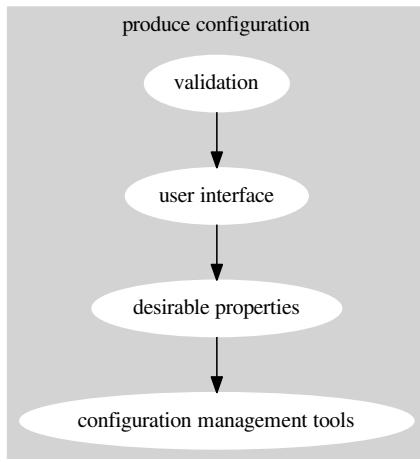 produce configuration
validation
user interface
desirable properties
configuration management tools